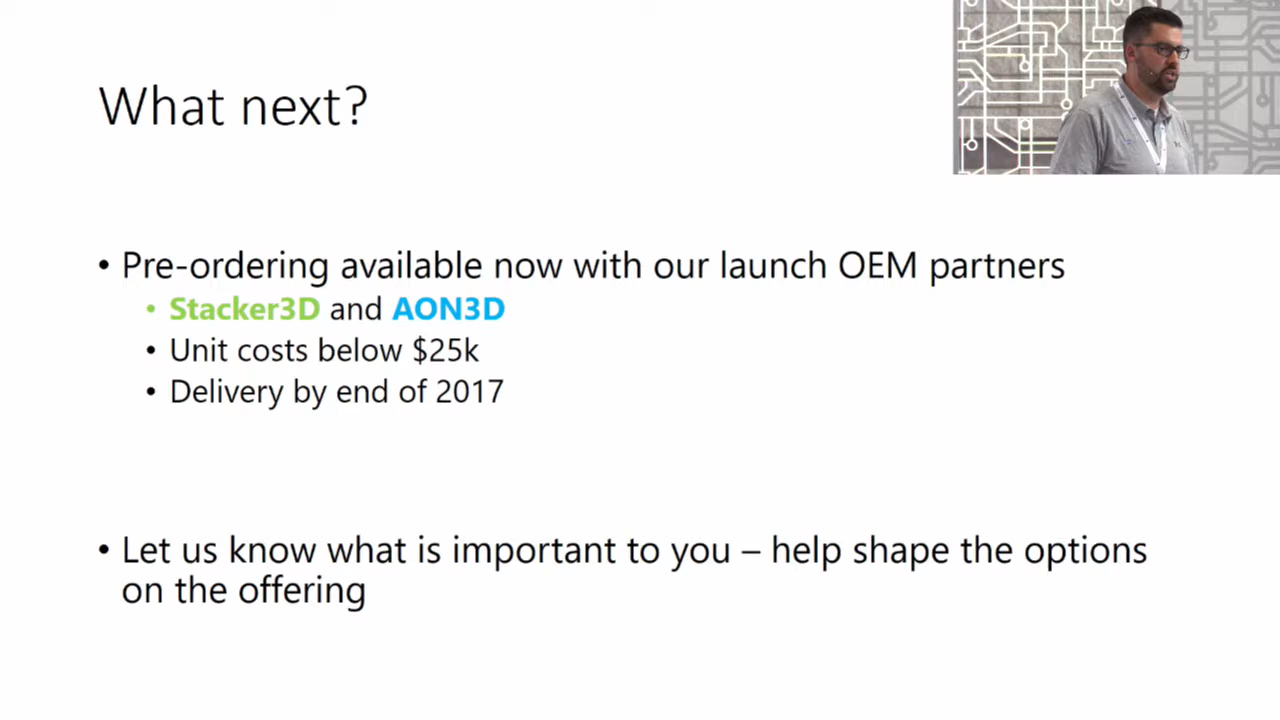 What next?
• Pre-ordering available now with our launch OEM partners
• Stacker3D and AON3D
• Unit costs below $25k
• Delivery by end of 2017
• Let us know what is important to you – help shape the options
on the offering